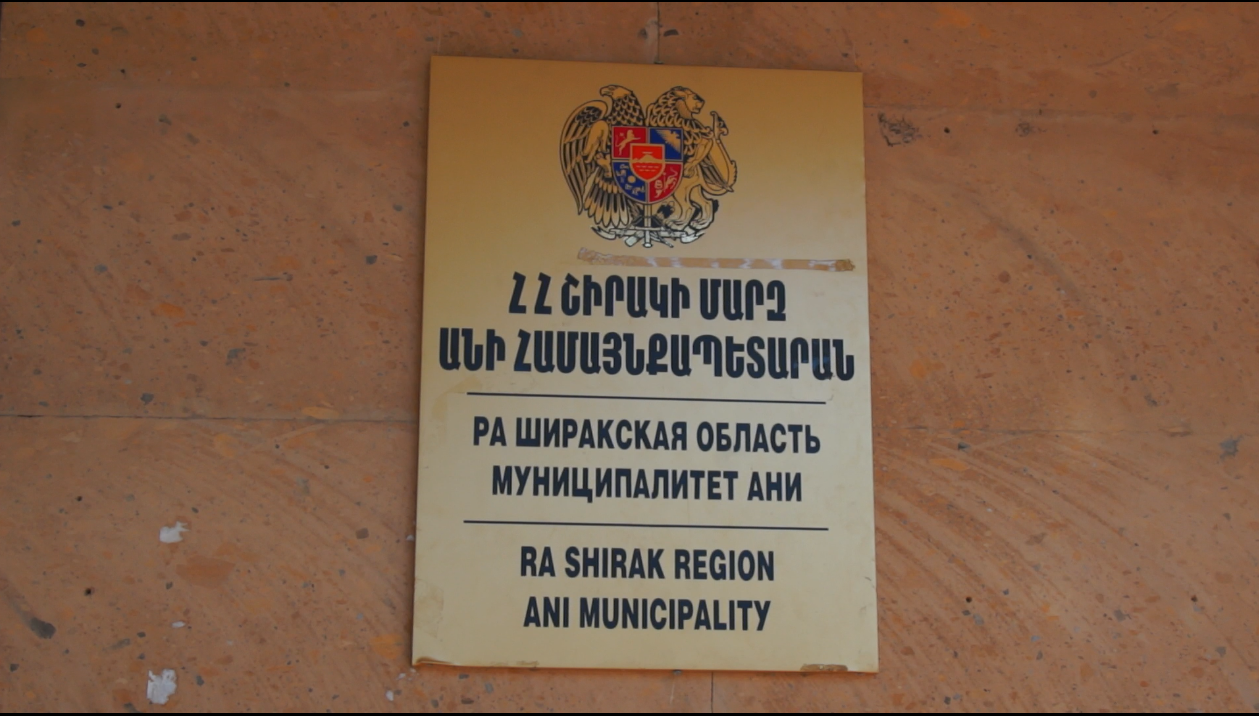 Հ Հ ՇԻՐԱԿԻ ՄԱՐԶ
ԱՆԻ ՀԱՄԱՅՆՔԱՊԵՏԱՐԱՆ
РА ШИРАКСКАЯ ОБЛАСТЬ
МУНИЦИПАЛИТЕТ АНИ
RA SHIRAK REGION
ANI MUNICIPALITY